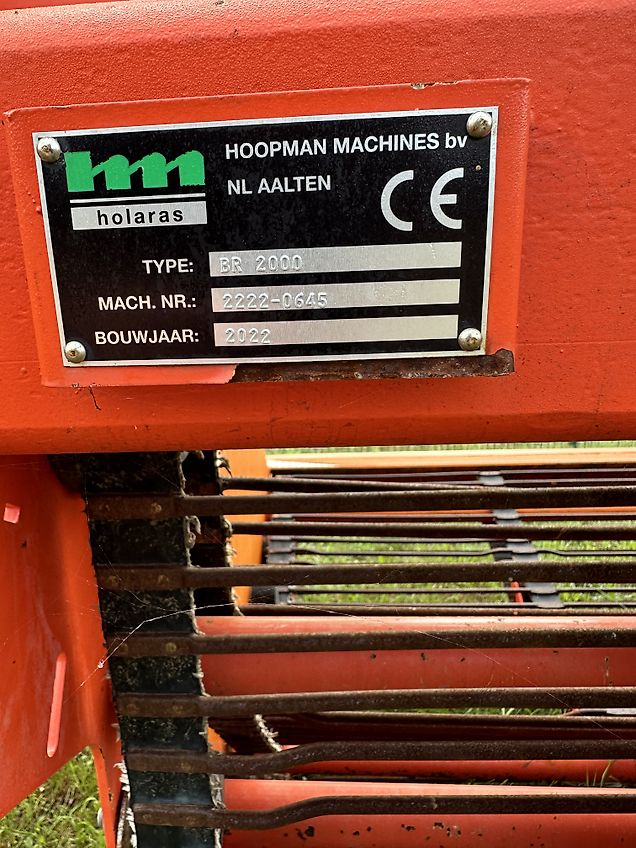 holaras
HOOPMAN MACHINES bv
NL AALTEN
CE
TYPE: BR 2000
MACH. NR.: 2222-0645
BOUWJAAR: 2022